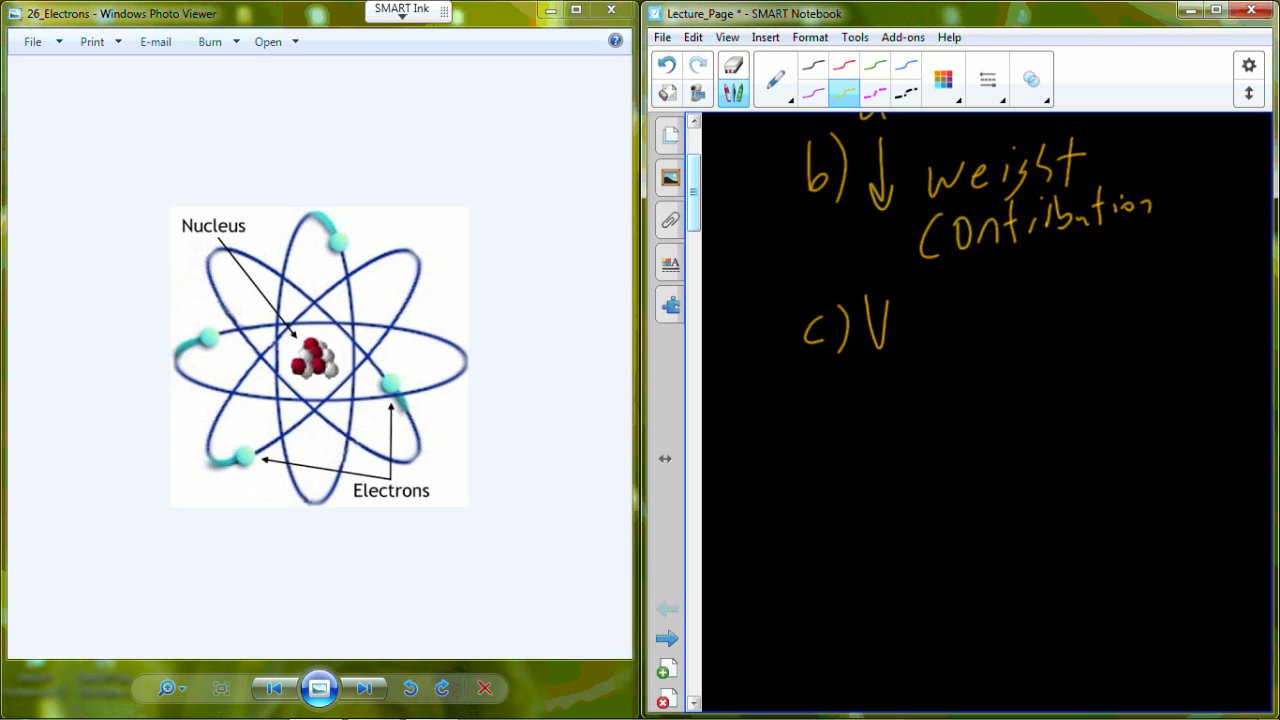 26_Electrons - Windows Photo Viewer
SMART Ink
File Print E-mail Burn Open
Nucleus
Electrons
Lecture_Page * - SMART Notebook
File Edit View Insert Format Tools Add-ons Help
b) ↓ weight
contribution
c) V